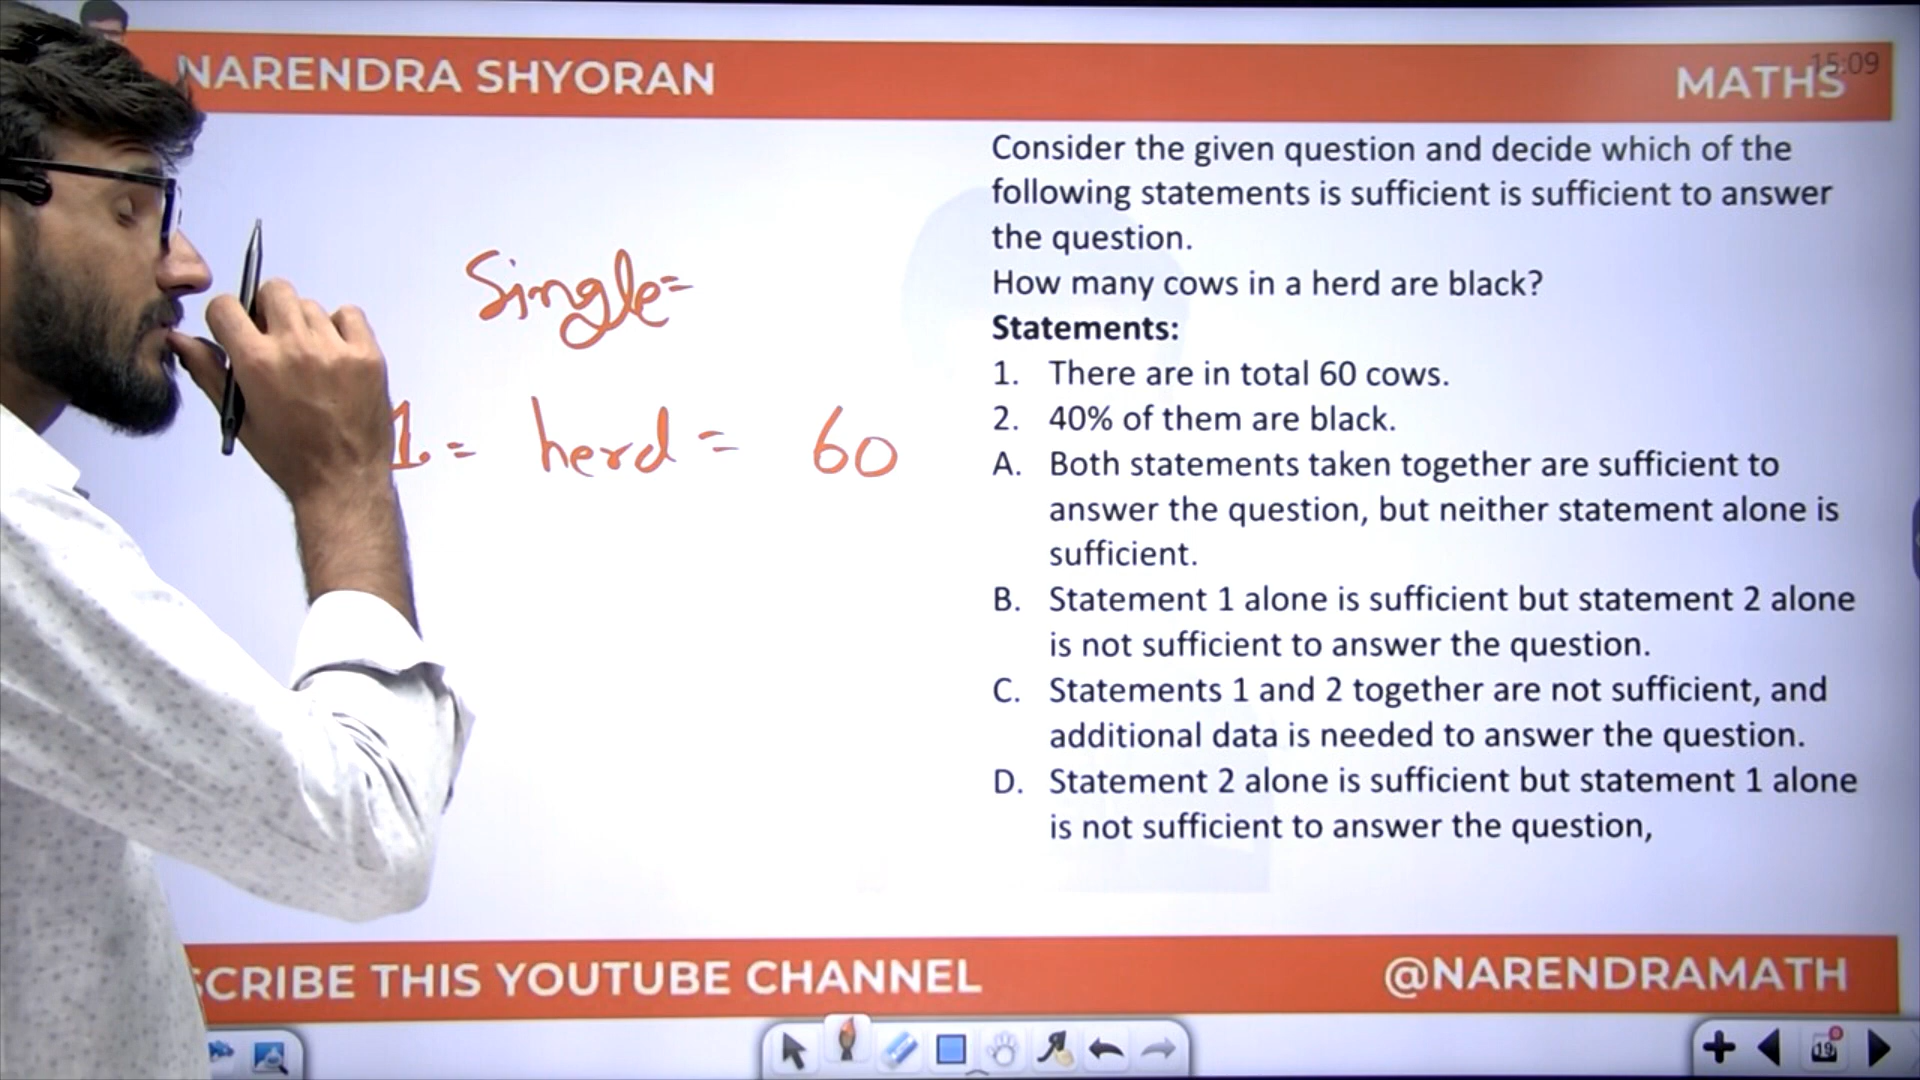 NARENDRA SHYORAN
MATHS
15:09
Consider the given question and decide which of the
following statements is sufficient is sufficient to answer
the question.
How many cows in a herd are black?
Statements:
1. There are in total 60 cows.
2. 40% of them are black.
A. Both statements taken together are sufficient to
answer the question, but neither statement alone is
sufficient.
B. Statement 1 alone is sufficient but statement 2 alone
is not sufficient to answer the question.
C. Statements 1 and 2 together are not sufficient, and
additional data is needed to answer the question.
D. Statement 2 alone is sufficient but statement 1 alone
is not sufficient to answer the question,
Single=
1. = herd = 60
SCRIBE THIS YOUTUBE CHANNEL
@NARENDRAMATH
19